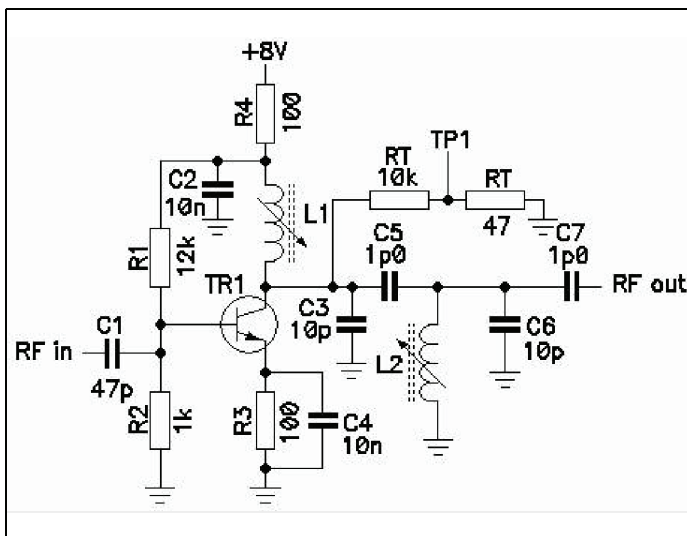 +8V
R4
100
TP1
RT
10k
RT
47
C2
10n
L1
C5
1p0
C7
1p0
R1
12k
TR1
RF out
C3
10p
C6
10p
C1
RF in
47p
L2
R2
1k
R3
100
C4
10n